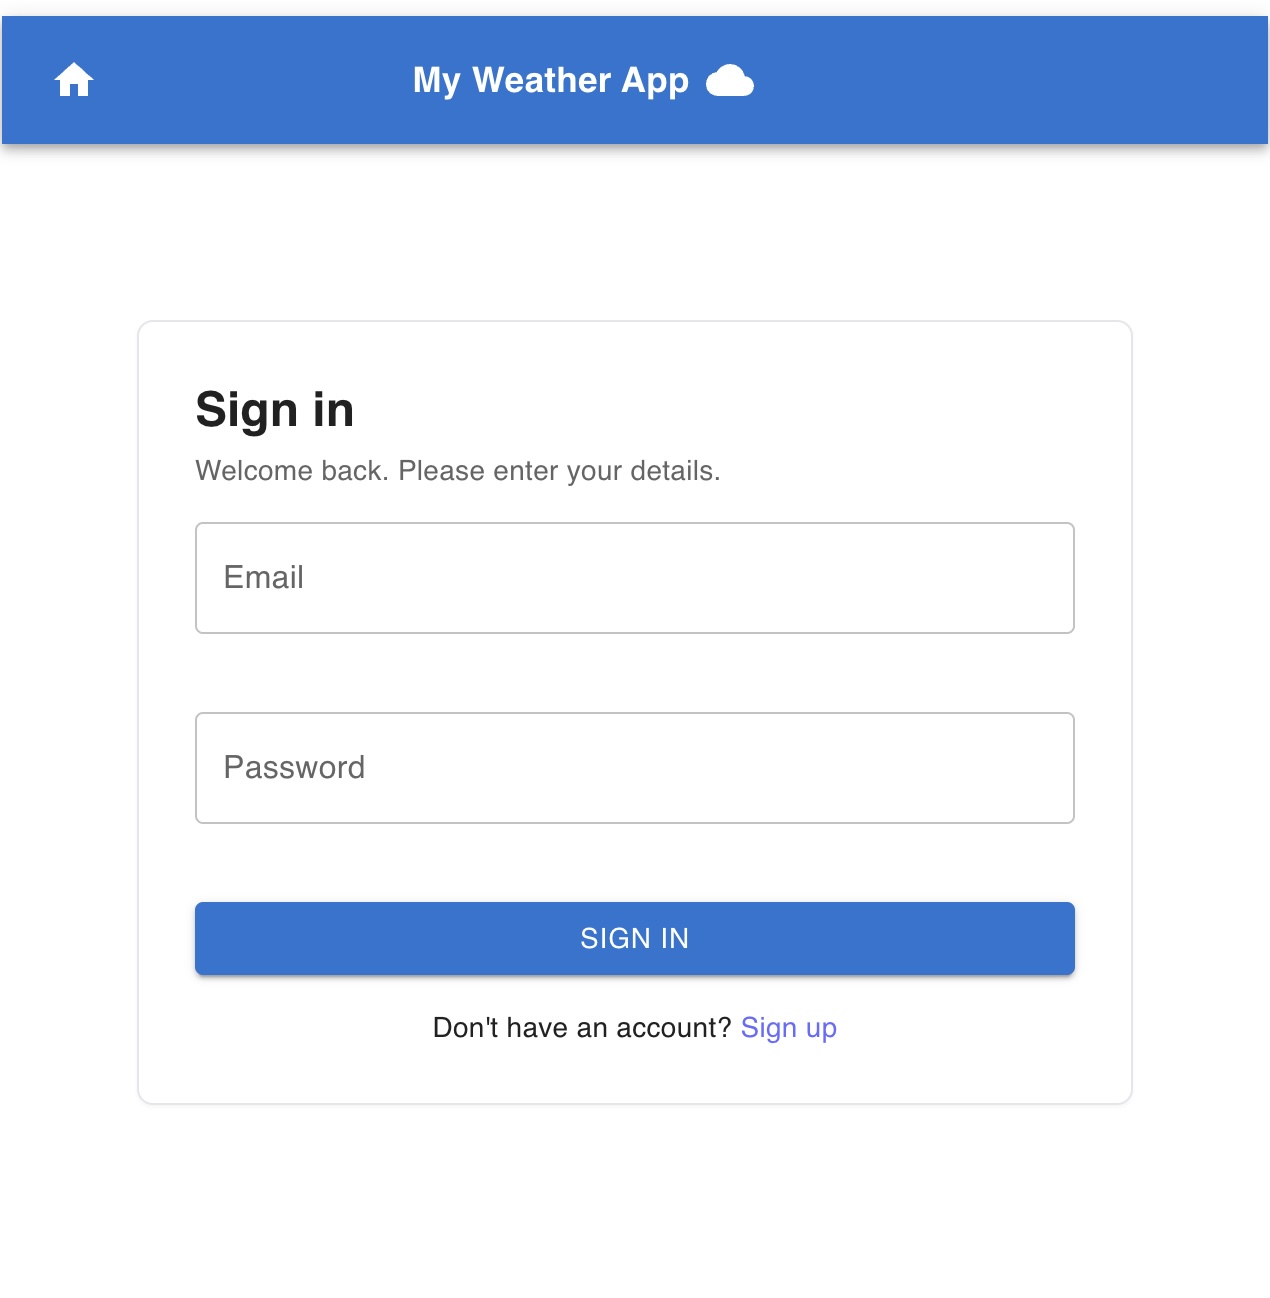 My Weather App
Sign in
Welcome back. Please enter your details.
Email
Password
SIGN IN
Don't have an account? Sign up